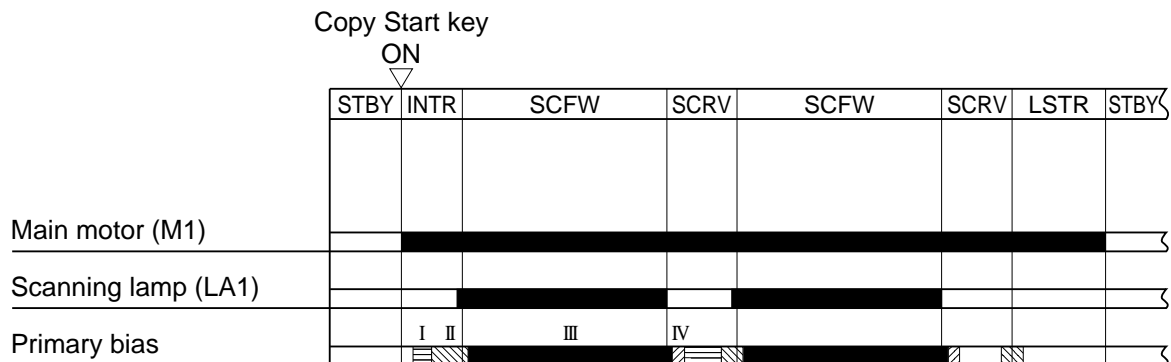 Copy Start key
ON
STBY INTR SCFW SCRV SCFW SCRV LSTR STBY
Main motor (M1)
Scanning lamp (LA1)
Ⅰ Ⅱ Ⅲ Ⅳ
Primary bias